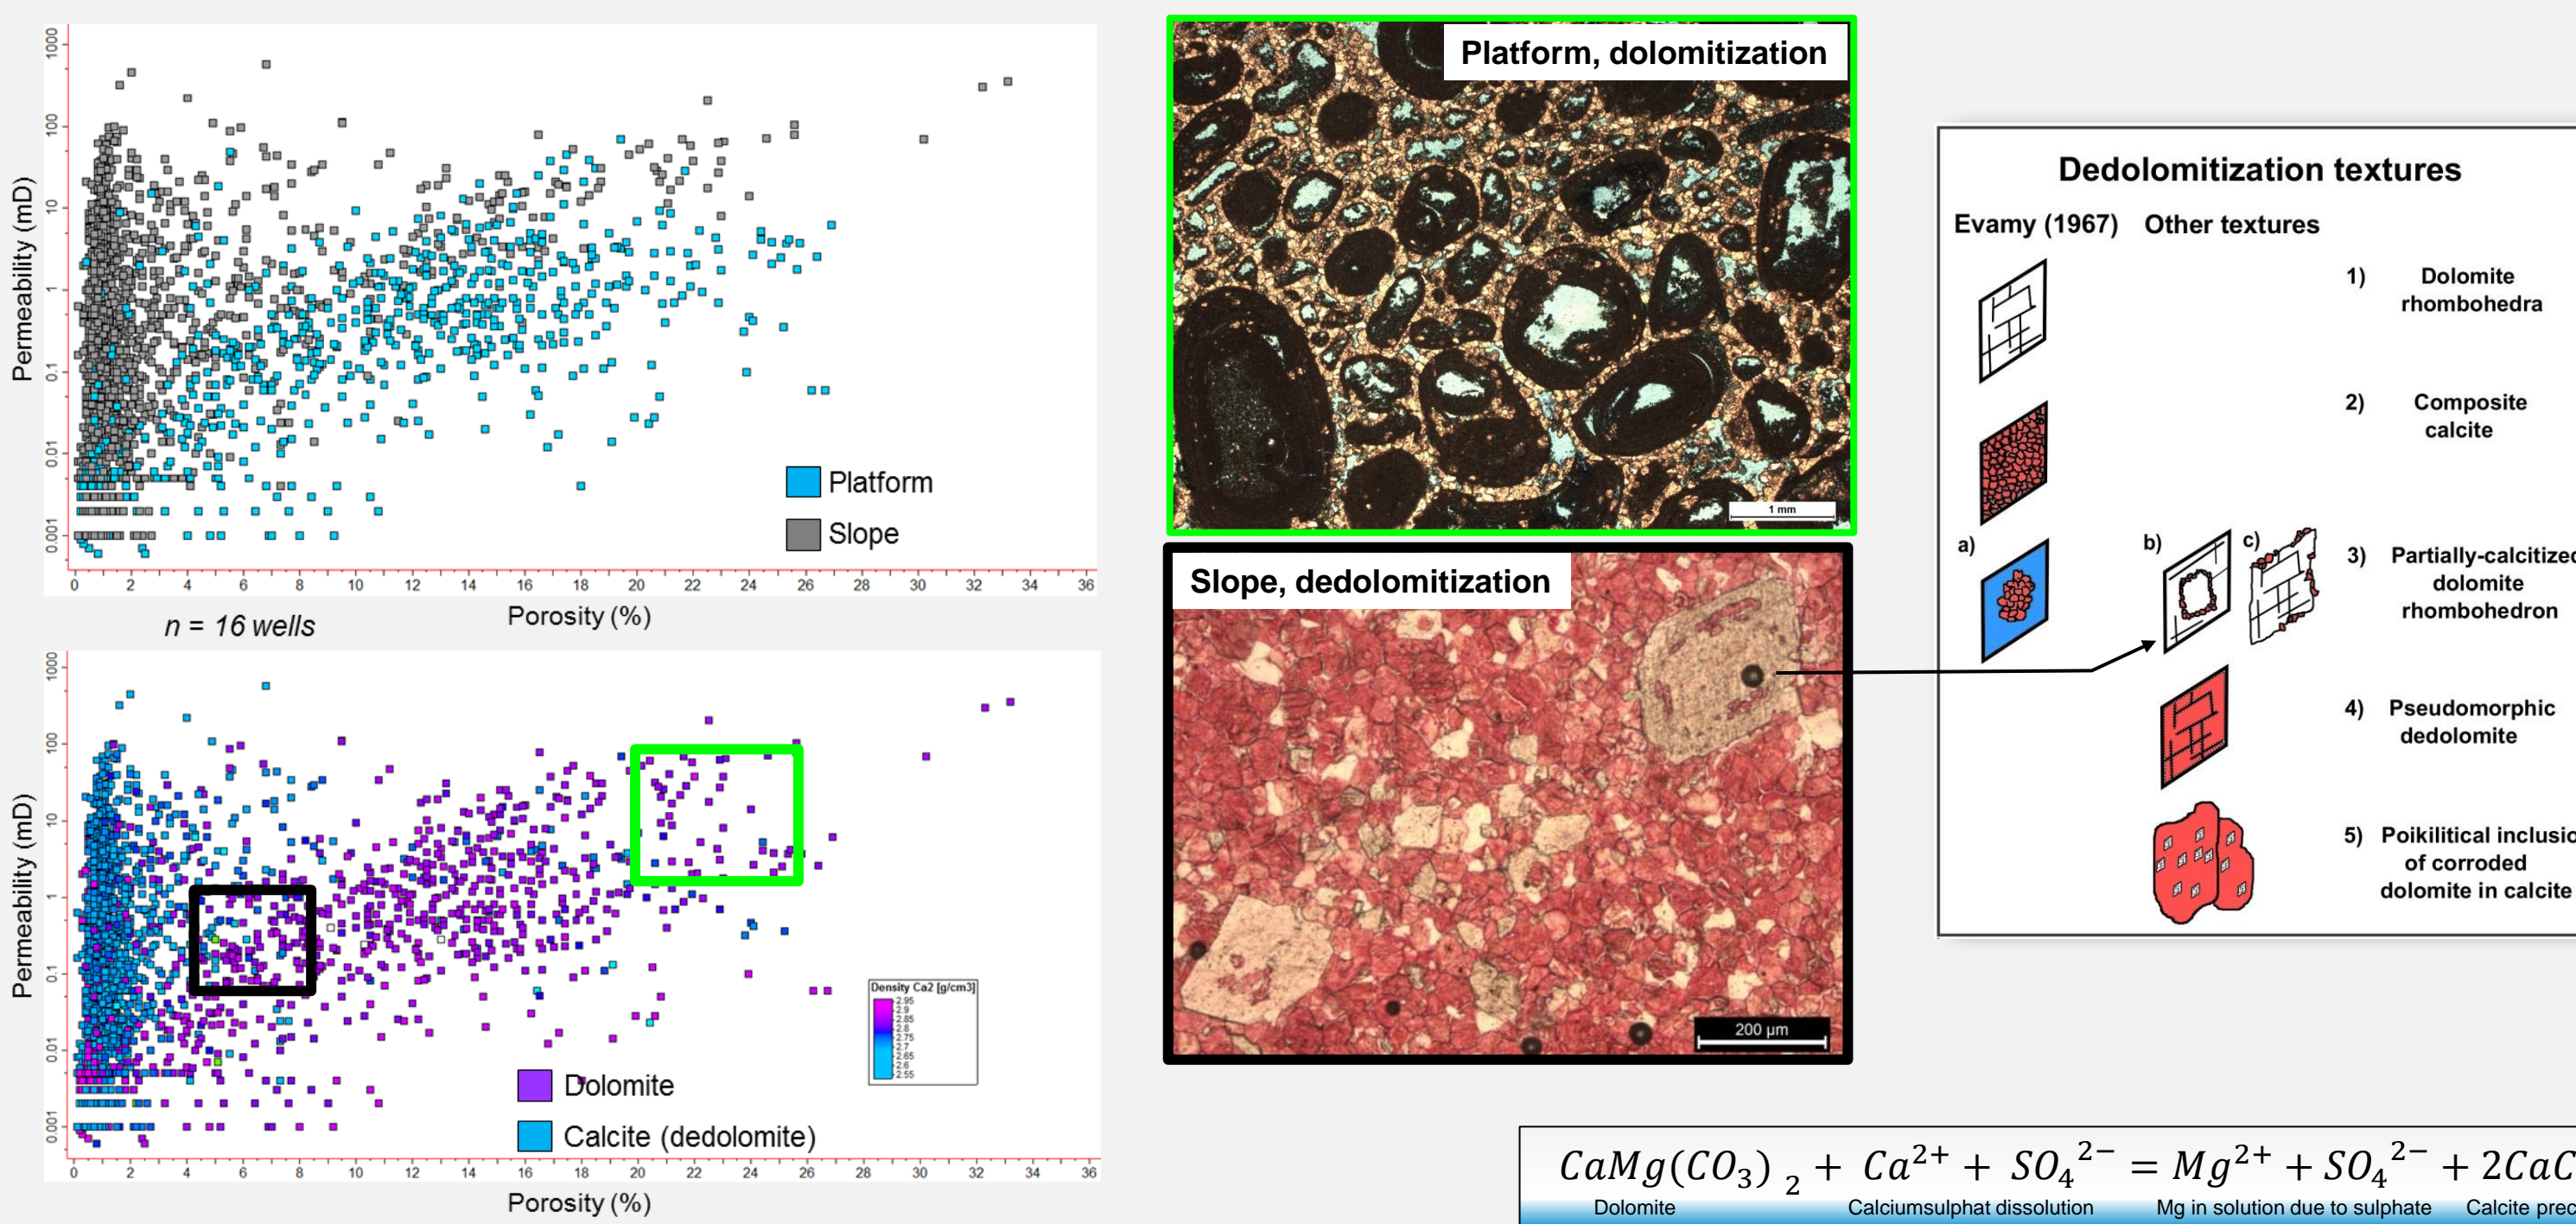 1000
100
10
1
0.1
0.01
0.001
Permeability (mD)
Platform
Slope
0 2 4 6 8 10 12 14 16 18 20 22 24 26 28 30 32 34 36
Porosity (%)
n = 16 wells
1000
100
10
1
0.1
0.01
0.001
Permeability (mD)
Density Ca2 [g/cm3]
2.95
2.9
2.85
2.8
2.75
2.7
2.65
2.6
2.55
Dolomite
Calcite (dedolomite)
0 2 4 6 8 10 12 14 16 18 20 22 24 26 28 30 32 34 36
Porosity (%)
Platform, dolomitization
1 mm
Slope, dedolomitization
200 µm
Dedolomitization textures
Evamy (1967) Other textures
1) Dolomite
rhombohedra
2) Composite
calcite
a) b) c)
3) Partially-calcitized
dolomite
rhombohedron
4) Pseudomorphic
dedolomite
5) Poikilitical inclusio
of corroded
dolomite in calcite
CaMg(CO₃)₂ + Ca²⁺ + SO₄²⁻ = Mg²⁺ + SO₄²⁻ + 2CaC
Dolomite Calciumsulphat dissolution Mg in solution due to sulphate Calcite prec